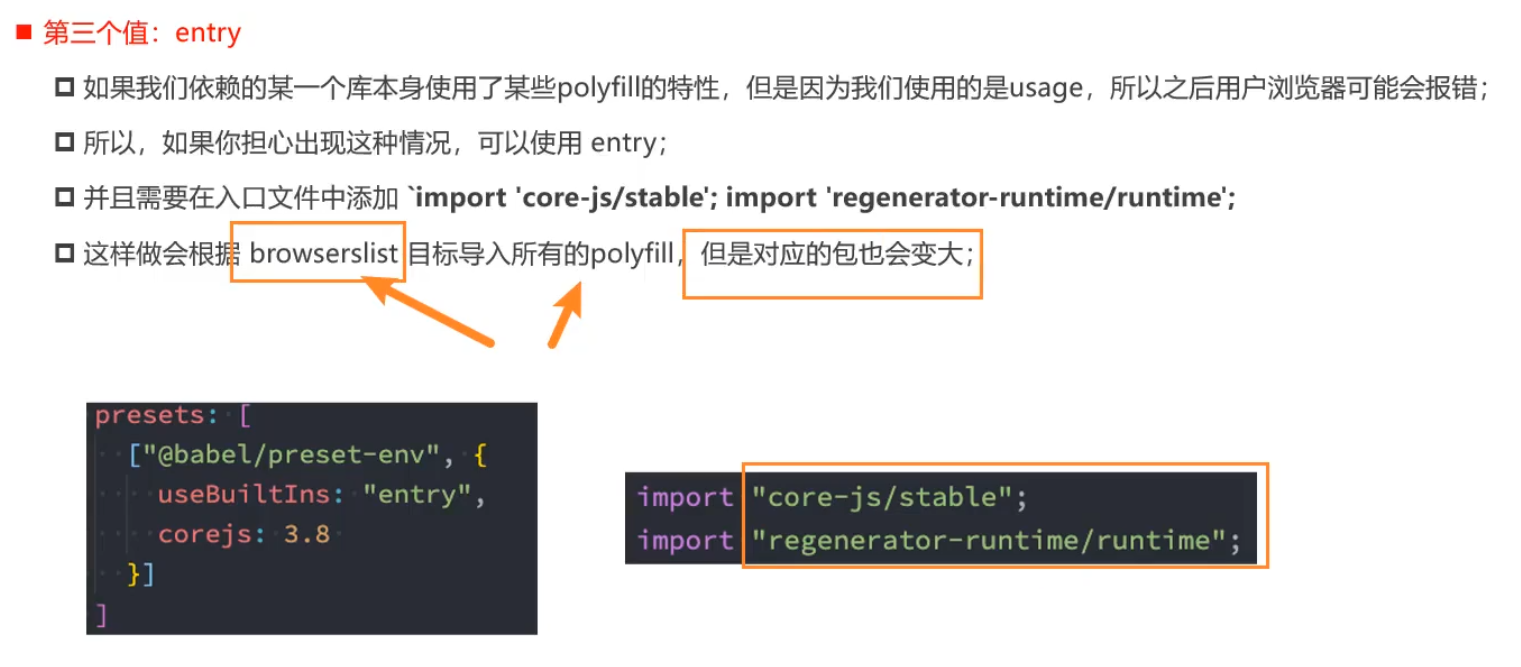 第三个值：entry
如果我们依赖的某一个库本身使用了某些polyfill的特性，但是因为我们使用的是usage，所以之后用户浏览器可能会报错；
所以，如果你担心出现这种情况，可以使用 entry；
并且需要在入口文件中添加 `import 'core-js/stable'; import 'regenerator-runtime/runtime';
这样做会根据 browserslist 目标导入所有的polyfill，但是对应的包也会变大；
presets: [
["@babel/preset-env", {
useBuiltIns: "entry",
corejs: 3.8
}]
]
import "core-js/stable";
import "regenerator-runtime/runtime";